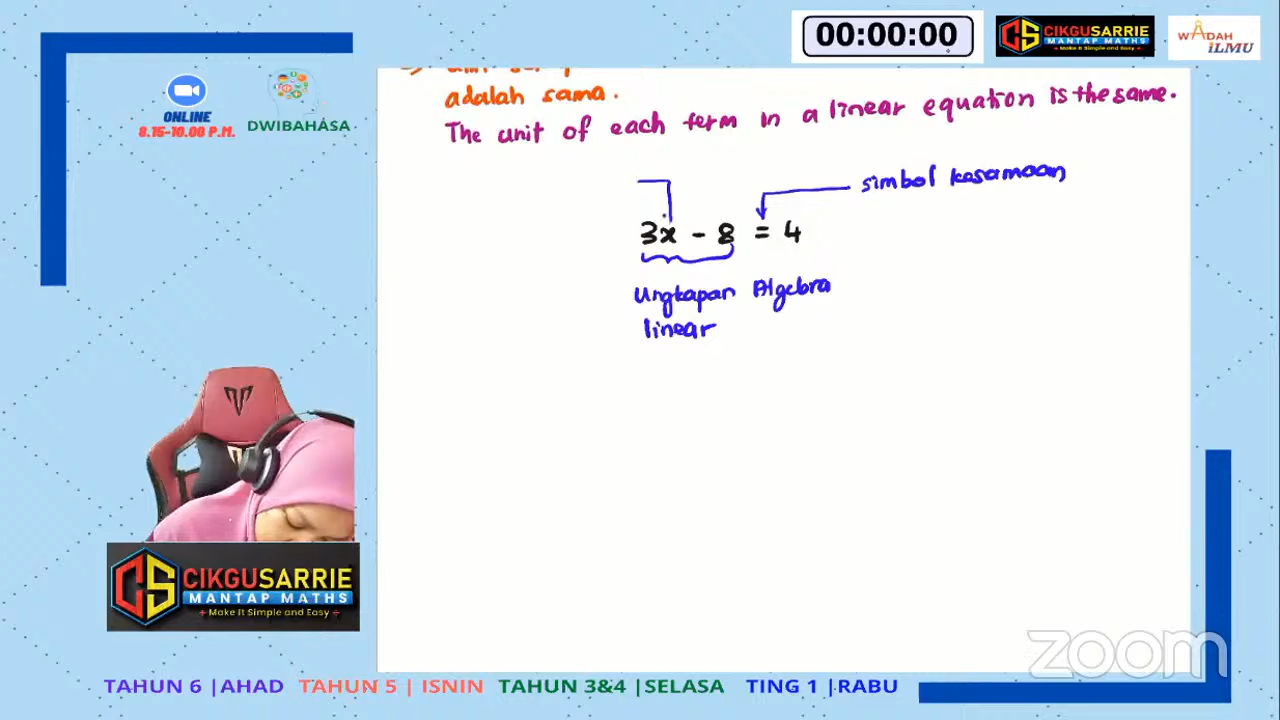 00:00:00
CS CIKGUSARRIE
MANTAP MATHS
Make It Simple and Easy
WADAH
iLMU
ONLINE
8.15-10.00 P.M.
DWIBAHASA
adalah sama.
The unit of each term in a linear equation is the same.
simbol kesamaan
3x - 8 = 4
Ungkapan Algebra
linear
CS CIKGUSARRIE
MANTAP MATHS
+ Make It Simple and Easy +
zoom
TAHUN 6 |AHAD TAHUN 5 | ISNIN TAHUN 3&4 |SELASA TING 1 |RABU